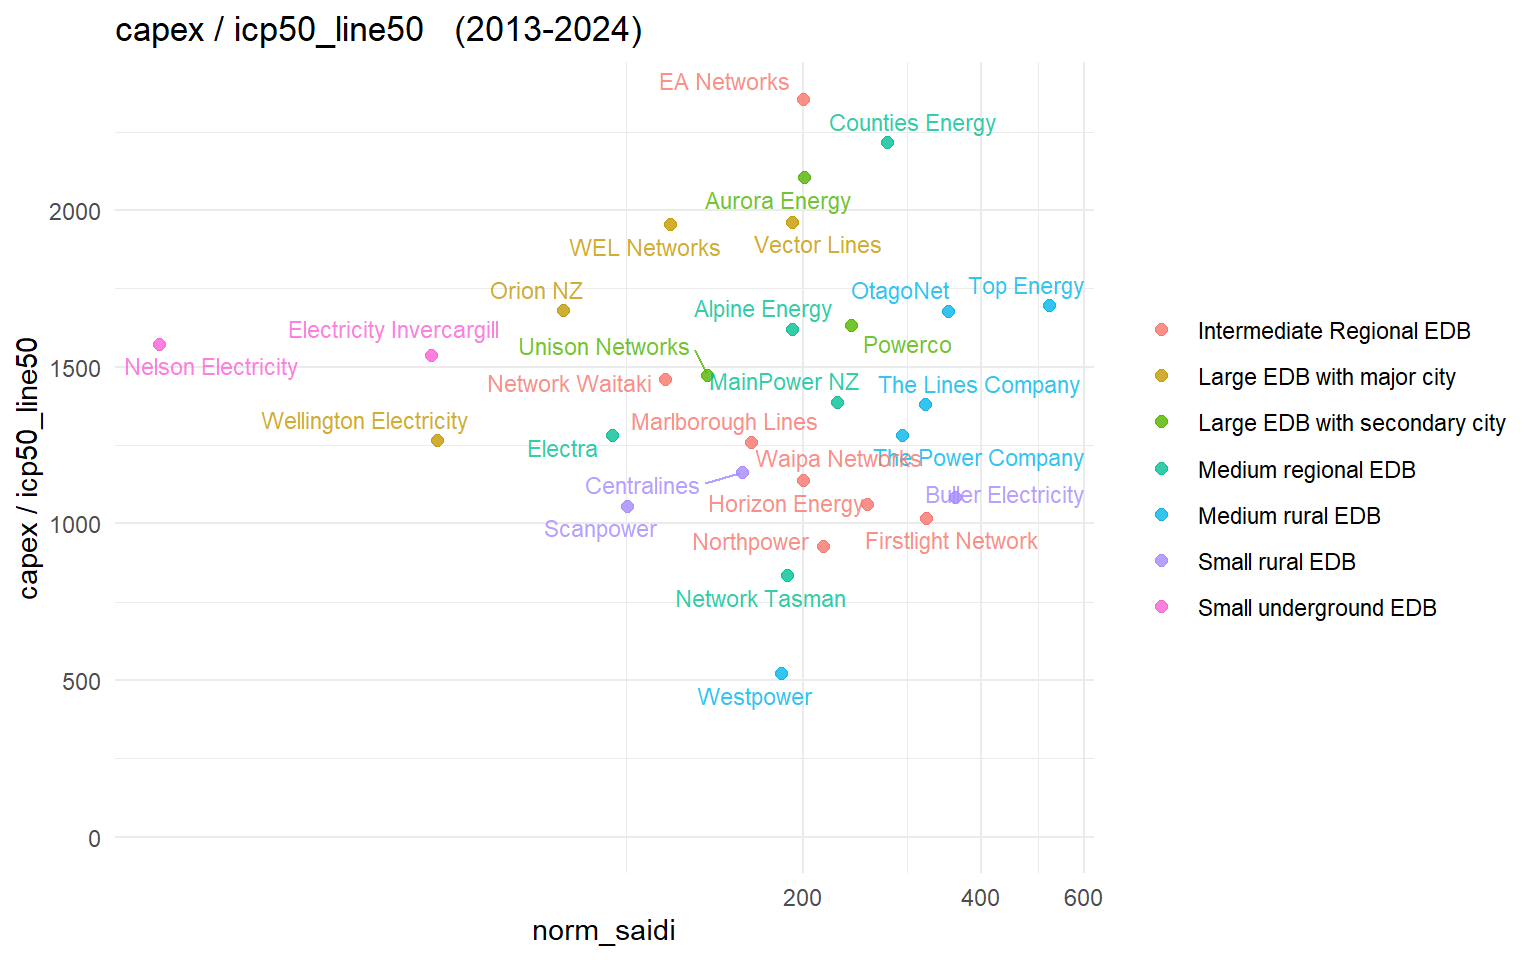 capex / icp50_line50   (2013-2024)
EA Networks
Counties Energy
Aurora Energy
WEL Networks
Vector Lines
Orion NZ
OtagoNet
Top Energy
Alpine Energy
Electricity Invercargill
Unison Networks
Powerco
Nelson Electricity
Network Waitaki
MainPower NZ
The Lines Company
Wellington Electricity
Marlborough Lines
Electra
Waipa Networks
The Power Company
Centralines
Buller Electricity
Horizon Energy
Scanpower
Northpower
Firstlight Network
Network Tasman
Westpower
2000
1500
1000
500
0
200
400
600
norm_saidi
capex / icp50_line50
Intermediate Regional EDB
Large EDB with major city
Large EDB with secondary city
Medium regional EDB
Medium rural EDB
Small rural EDB
Small underground EDB